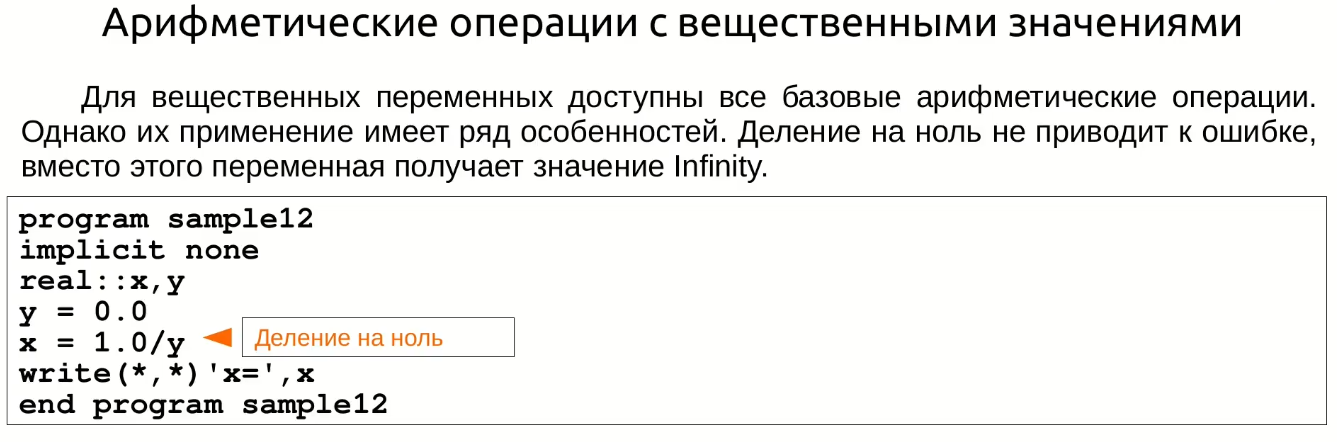 Арифметические операции с вещественными значениями
Для вещественных переменных доступны все базовые арифметические операции.
Однако их применение имеет ряд особенностей. Деление на ноль не приводит к ошибке,
вместо этого переменная получает значение Infinity.
program sample12
implicit none
real::x,y
y = 0.0
x = 1.0/y
Деление на ноль
write(*,*)'x=',x
end program sample12